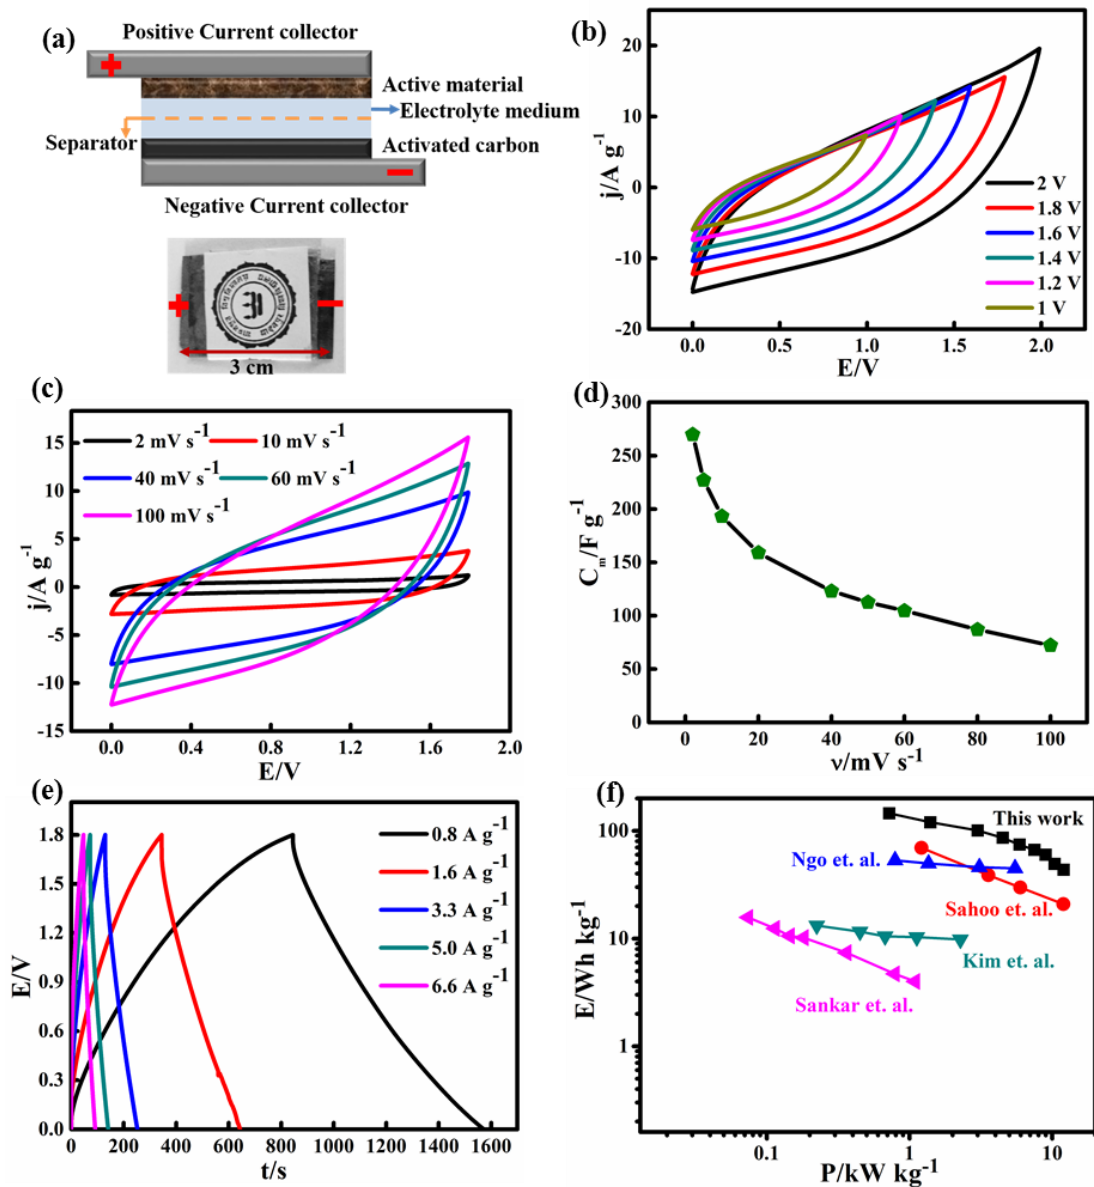 (a)
Positive Current collector
+
Active material
Electrolyte medium
Separator
Activated carbon
−
Negative Current collector
+
−
3 cm
(b)
20
10
0
-10
-20
j/A g-1
0.0 0.5 1.0 1.5 2.0
E/V
2 V
1.8 V
1.6 V
1.4 V
1.2 V
1 V
(c)
2 mV s-1 10 mV s-1
40 mV s-1 60 mV s-1
100 mV s-1
15
10
5
0
-5
-10
-15
j/A g-1
0.0 0.4 0.8 1.2 1.6 2.0
E/V
(d)
300
250
200
150
100
50
0
Cm/F g-1
0 20 40 60 80 100
ν/mV s-1
(e)
1.8
1.5
1.2
0.9
0.6
0.3
0.0
E/V
0.8 A g-1
1.6 A g-1
3.3 A g-1
5.0 A g-1
6.6 A g-1
0 200 400 600 800 1000 1200 1400 1600
t/s
(f)
100
10
1
E/Wh kg-1
This work
Ngo et. al.
Sahoo et. al.
Kim et. al.
Sankar et. al.
0.1 1 10
P/kW kg-1